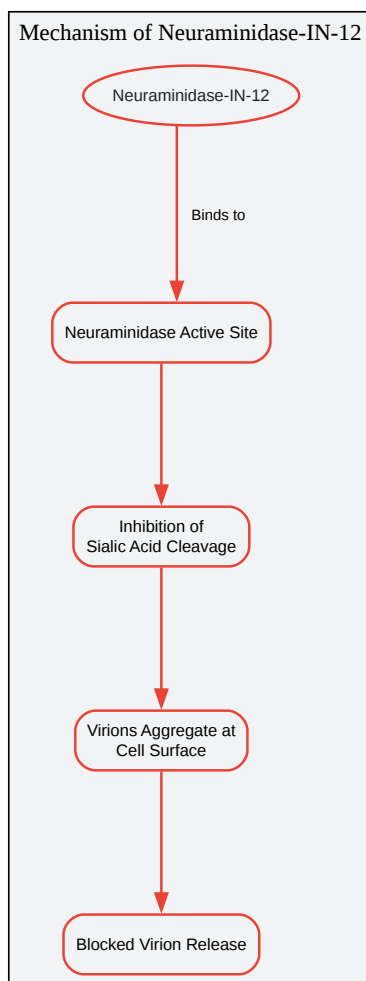 Mechanism of Neuraminidase-IN-12
Neuraminidase-IN-12
Binds to
Neuraminidase Active Site
Inhibition of
Sialic Acid Cleavage
Virions Aggregate at
Cell Surface
Blocked Virion Release